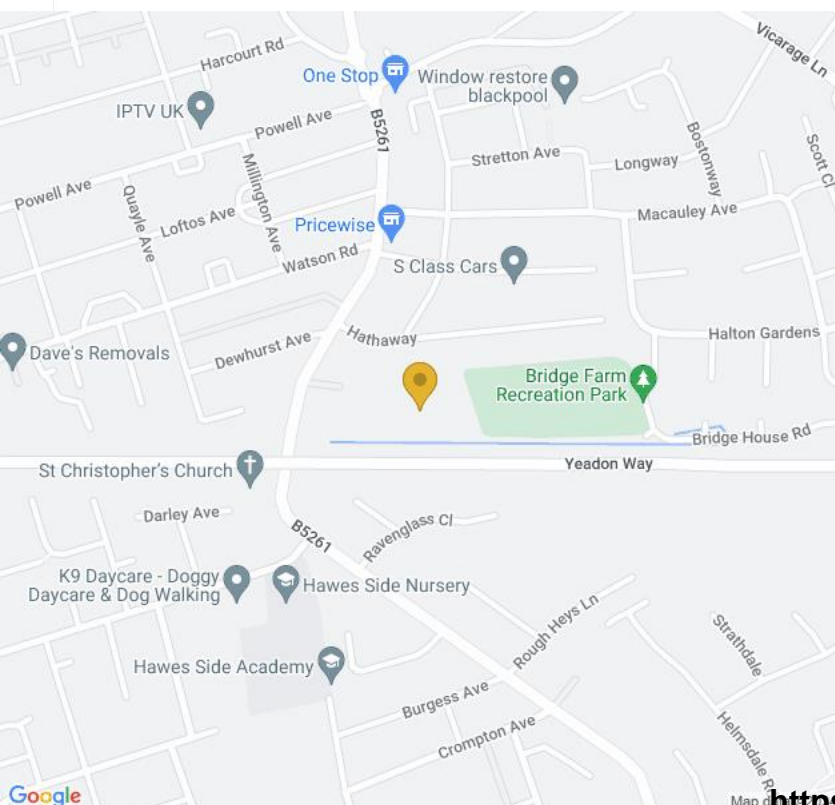 Vicarage Ln
Harcourt Rd
One Stop
Window restore
blackpool
IPTV UK
Powell Ave
B5261
Bostonway
Scott Cl
Stretton Ave
Longway
Powell Ave
Quayle Ave
Millington Ave
Loftos Ave
Macauley Ave
Pricewise
Watson Rd
S Class Cars
Hathaway
Halton Gardens
Dave's Removals
Dewhurst Ave
Bridge Farm
Recreation Park
Bridge House Rd
St Christopher's Church
Yeadon Way
Darley Ave
B5261
Ravenglass Cl
K9 Daycare - Doggy
Daycare & Dog Walking
Hawes Side Nursery
Rough Heys Ln
Strathdale
Hawes Side Academy
Burgess Ave
Crompton Ave
Helmsdale
Google
Map
https